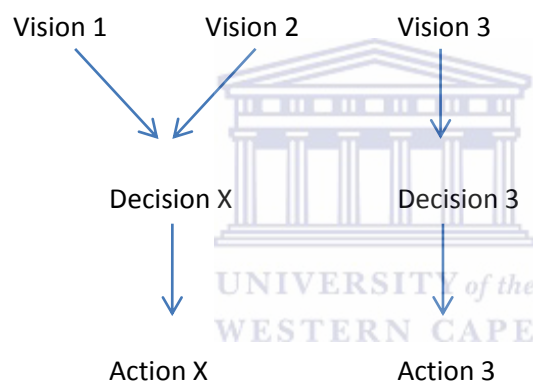 Vision 1 Vision 2 Vision 3
Decision X Decision 3
UNIVERSITY of the
WESTERN CAPE
Action X Action 3